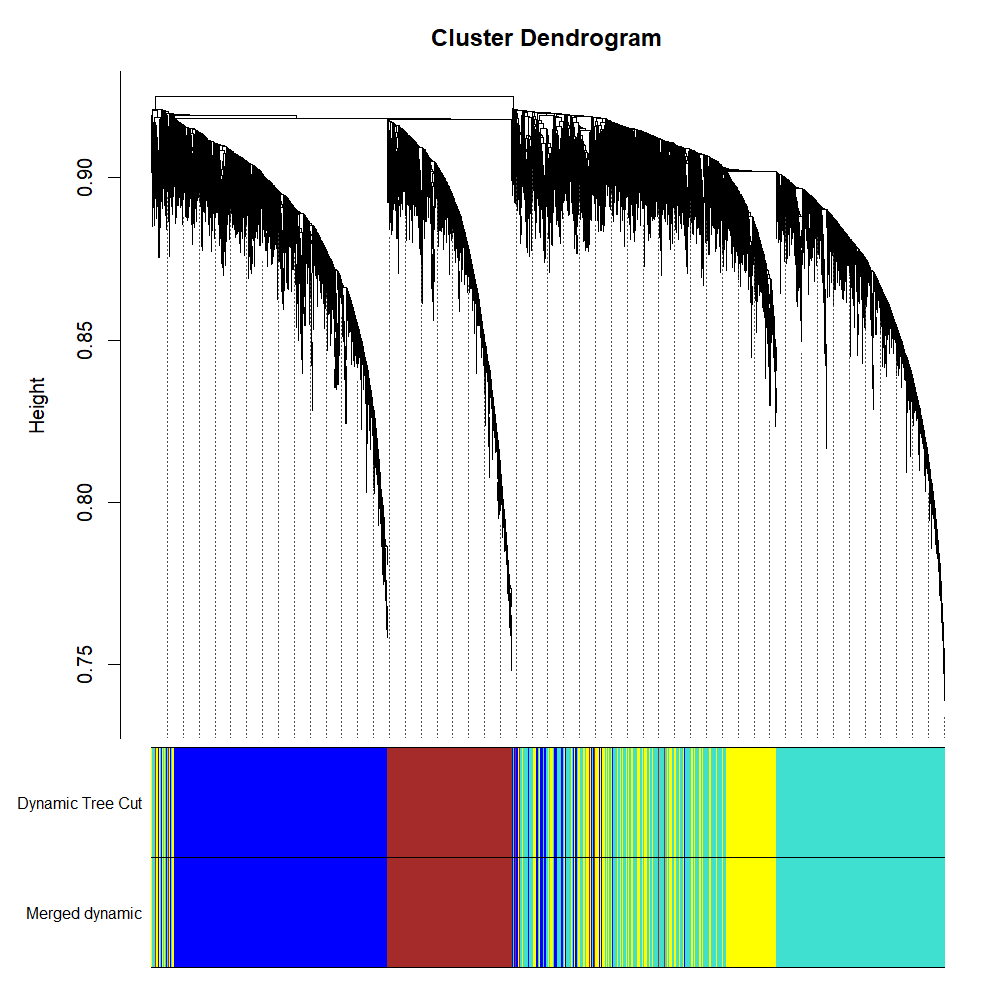 Cluster Dendrogram
Height
0.90
0.85
0.80
0.75
Dynamic Tree Cut
Merged dynamic